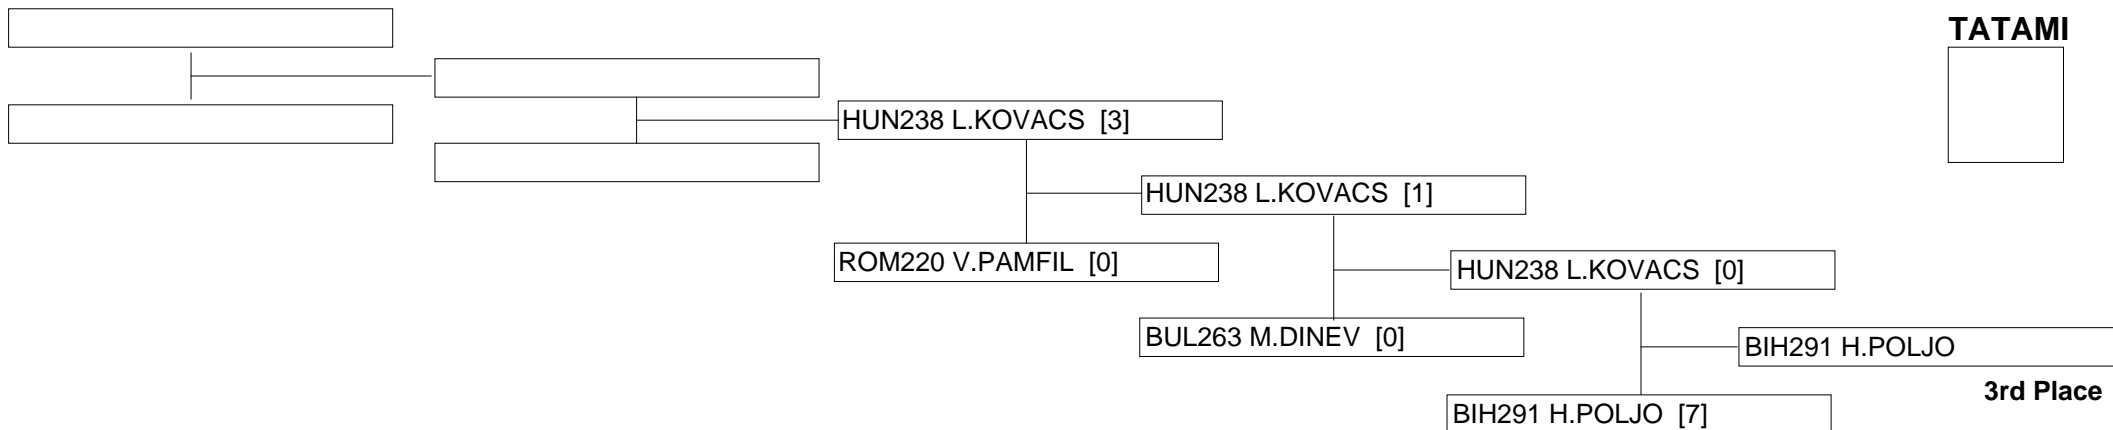 TATAMI
HUN238 L.KOVACS [3]
HUN238 L.KOVACS [1]
ROM220 V.PAMFIL [0]
HUN238 L.KOVACS [0]
BUL263 M.DINEV [0]
BIH291 H.POLJO
3rd Place
BIH291 H.POLJO [7]